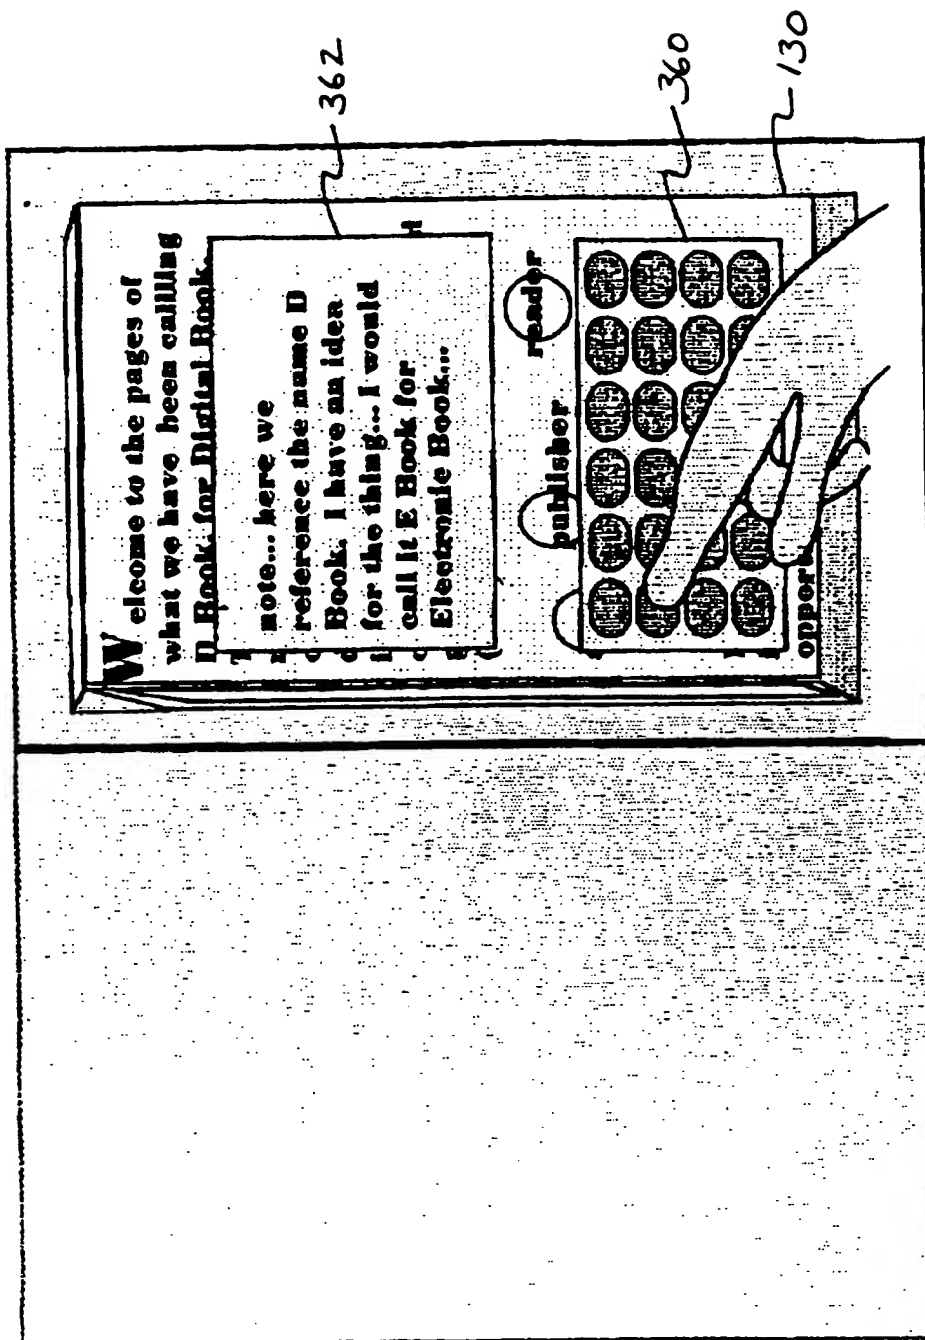 Welcome to the pages of
what we have been calling
D Book, for Digital Book.
note... here we
reference the name D
Book. I have an idea
for the thing... I would
call it E Book for
Electronic Book...
publisher
reader
opport
362
360
130